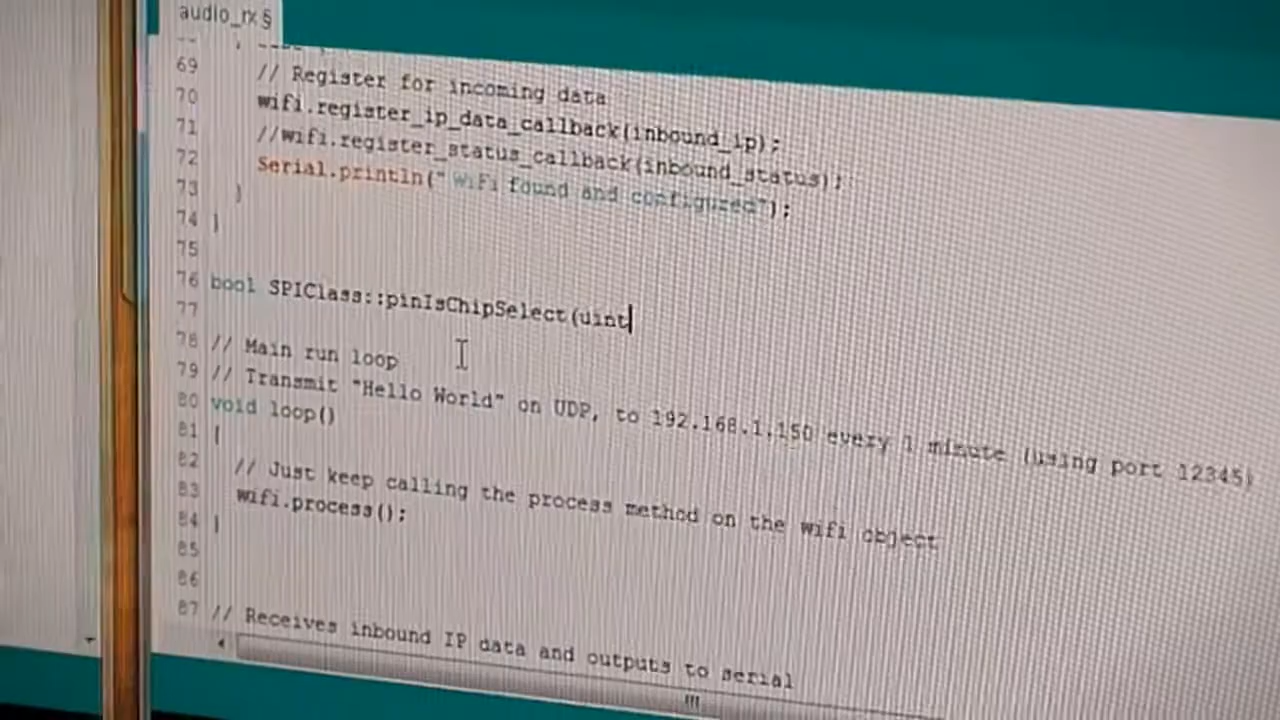 audio_rx §
69 // Register for incoming data
70 wifi.register_ip_data_callback(inbound_ip);
71 //wifi.register_status_callback(inbound_status);
72 Serial.println(" WiFi found and configured");
73 }
74 }
75
76 bool SPIClass::pinIsChipSelect(uint
77
78 // Main run loop
79 // Transmit "Hello World" on UDP, to 192.168.1.150 every 1 minute (using port 12345)
80 void loop()
81 {
82 // Just keep calling the process method on the wifi object
83 wifi.process();
84 }
85
86
87 // Receives inbound IP data and outputs to serial